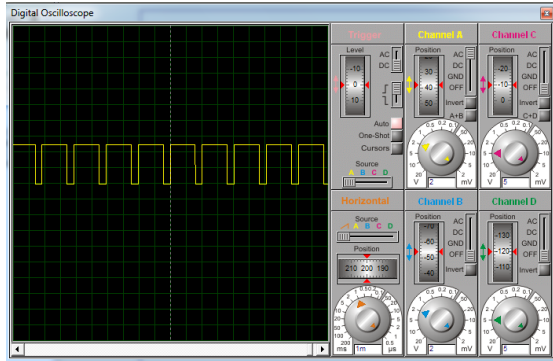 Digital Oscilloscope
Trigger
Level
-10
0
10
AC
DC
Auto
One-Shot
Cursors
Source
A B C D
Channel A
Position
30
40
50
AC
DC
GND
OFF
Invert
A+B
V 2 mV
Channel C
Position
-20
-10
0
AC
DC
GND
OFF
Invert
C+D
V 5 mV
Horizontal
Source
A B C D
Position
210 200 190
ms 1m µs
Channel B
Position
-70
-60
-50
-40
AC
DC
GND
OFF
Invert
V 2 mV
Channel D
Position
-130
-120
-110
AC
DC
GND
OFF
Invert
V 5 mV